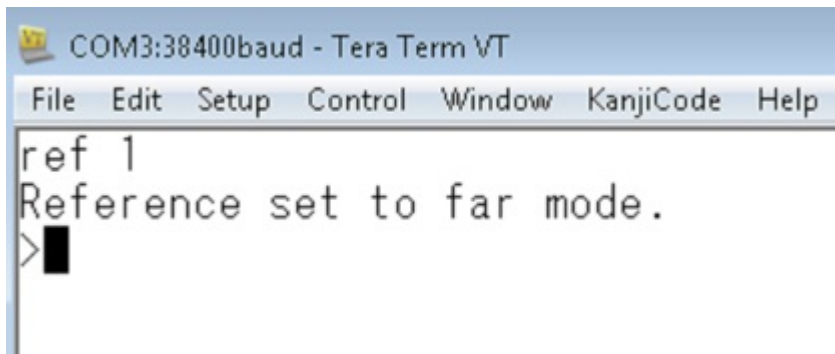 COM3:38400baud - Tera Term VT
File Edit Setup Control Window KanjiCode Help
ref 1
Reference set to far mode.
>